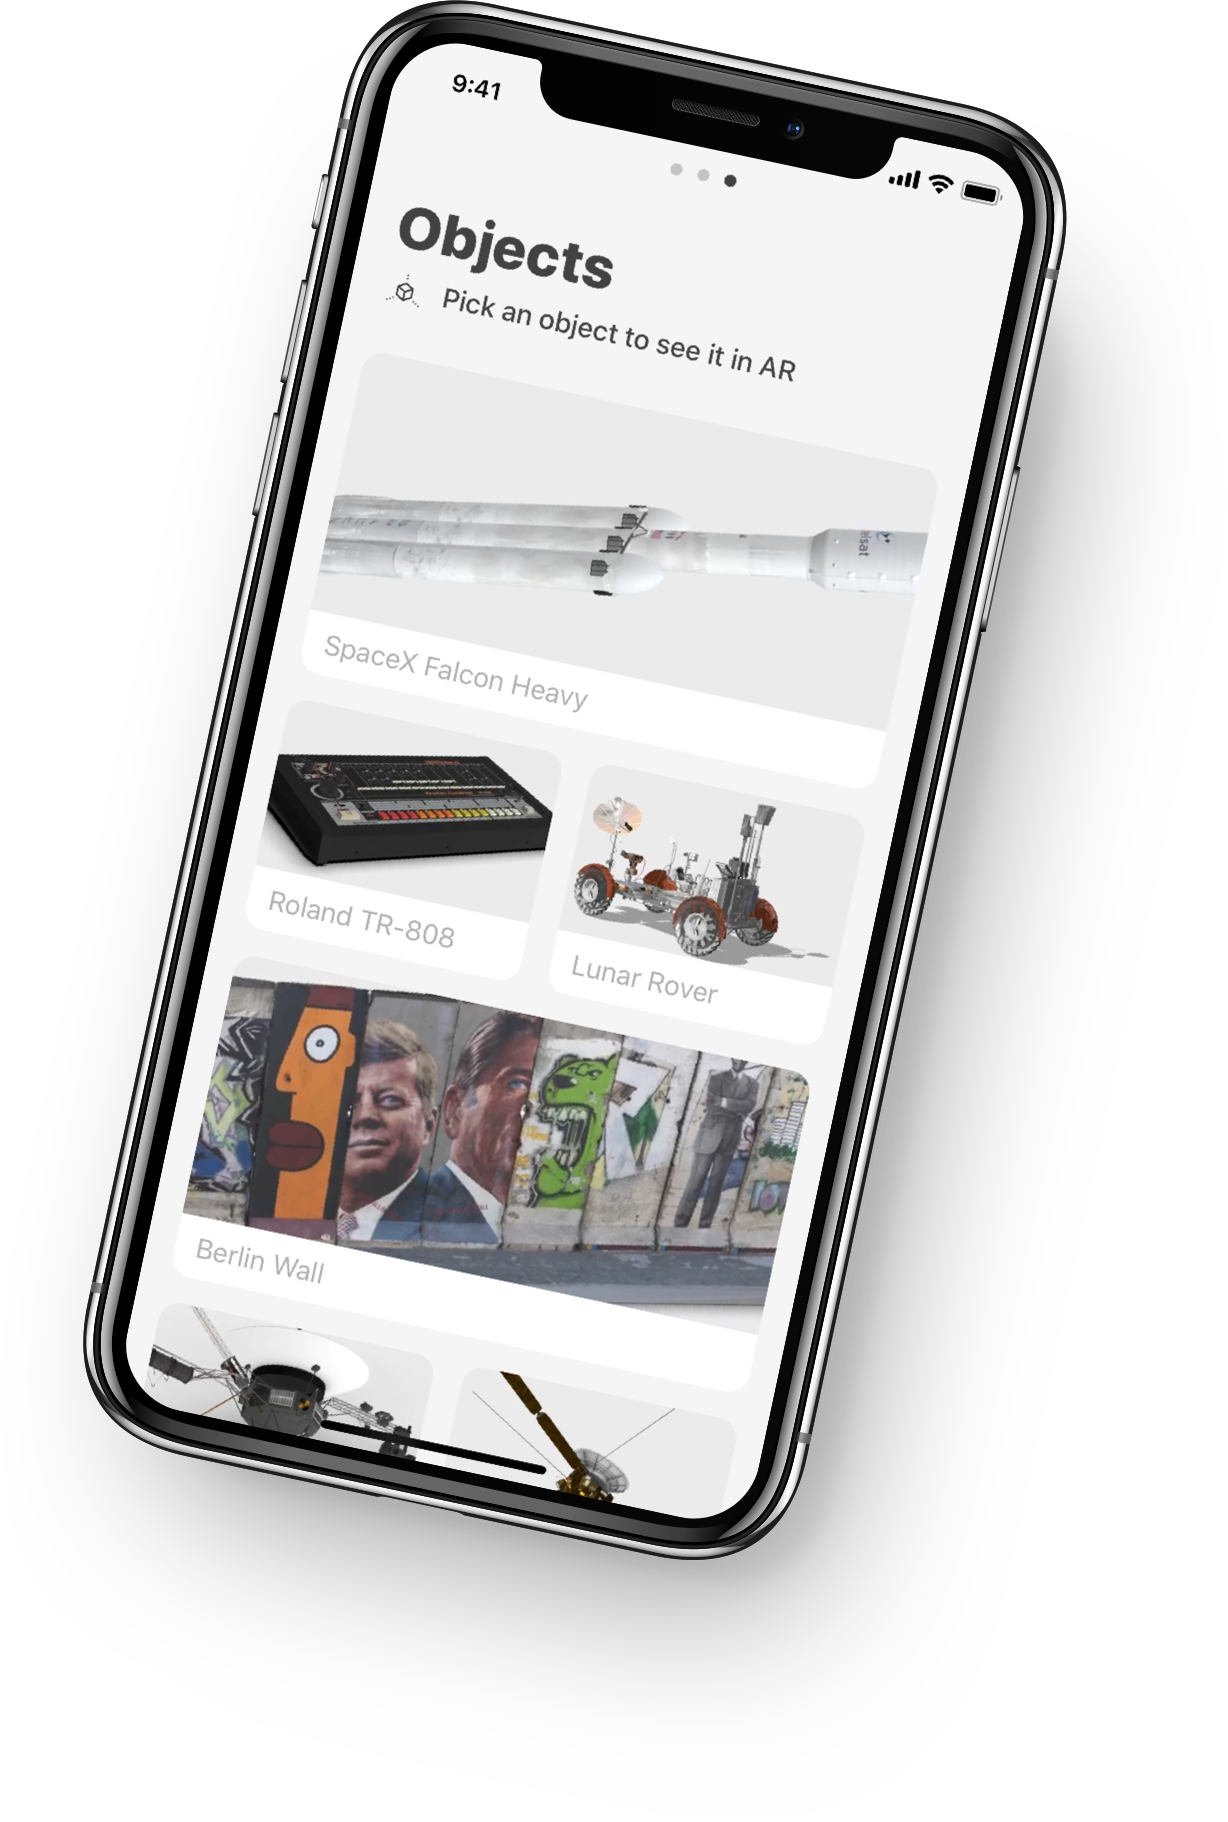 9:41
Objects
Pick an object to see it in AR
SpaceX Falcon Heavy
Roland TR-808
Lunar Rover
Berlin Wall